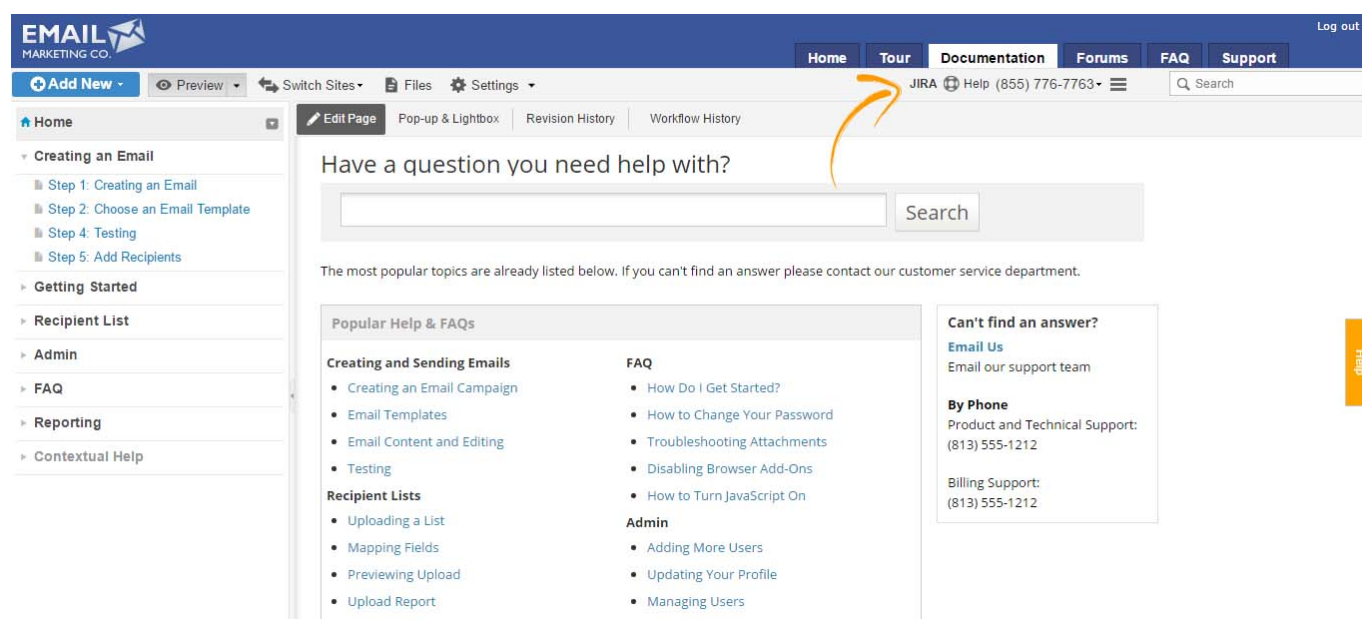 Log out
EMAIL
MARKETING CO.
Home Tour Documentation Forums FAQ Support
Add New Preview Switch Sites Files Settings JIRA Help (855) 776-7763 Search
Home
Edit Page Pop-up & Lightbox Revision History Workflow History
Creating an Email
Step 1: Creating an Email
Step 2: Choose an Email Template
Step 4: Testing
Step 5: Add Recipients
Getting Started
Recipient List
Admin
FAQ
Reporting
Contextual Help
Have a question you need help with?
Search
The most popular topics are already listed below. If you can't find an answer please contact our customer service department.
Popular Help & FAQs
Creating and Sending Emails
Creating an Email Campaign
Email Templates
Email Content and Editing
Testing
Recipient Lists
Uploading a List
Mapping Fields
Previewing Upload
Upload Report
FAQ
How Do I Get Started?
How to Change Your Password
Troubleshooting Attachments
Disabling Browser Add-Ons
How to Turn JavaScript On
Admin
Adding More Users
Updating Your Profile
Managing Users
Can't find an answer?
Email Us
Email our support team
By Phone
Product and Technical Support:
(813) 555-1212
Billing Support:
(813) 555-1212
Help